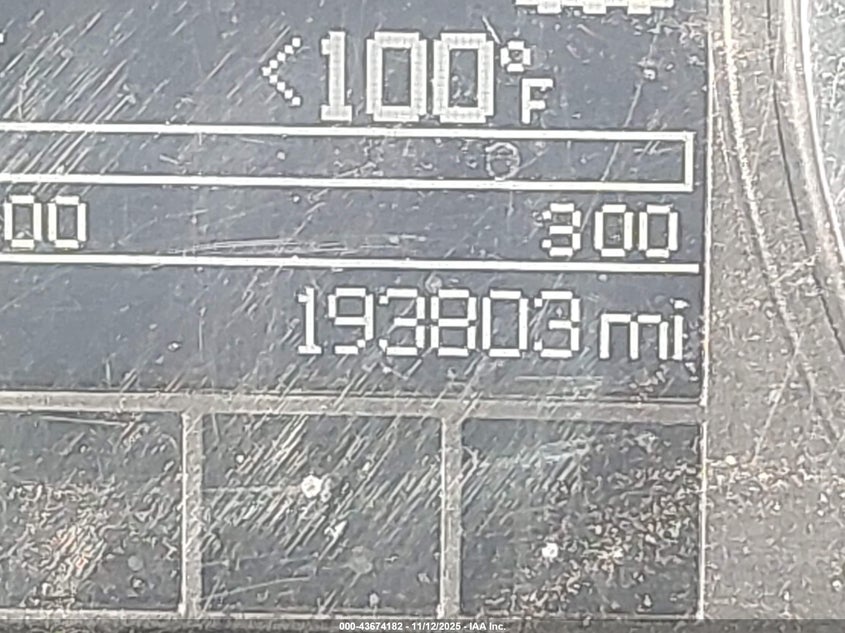 <100°F
00 300
193803 mi
000-43674182 - 11/12/2025 - IAA Inc.